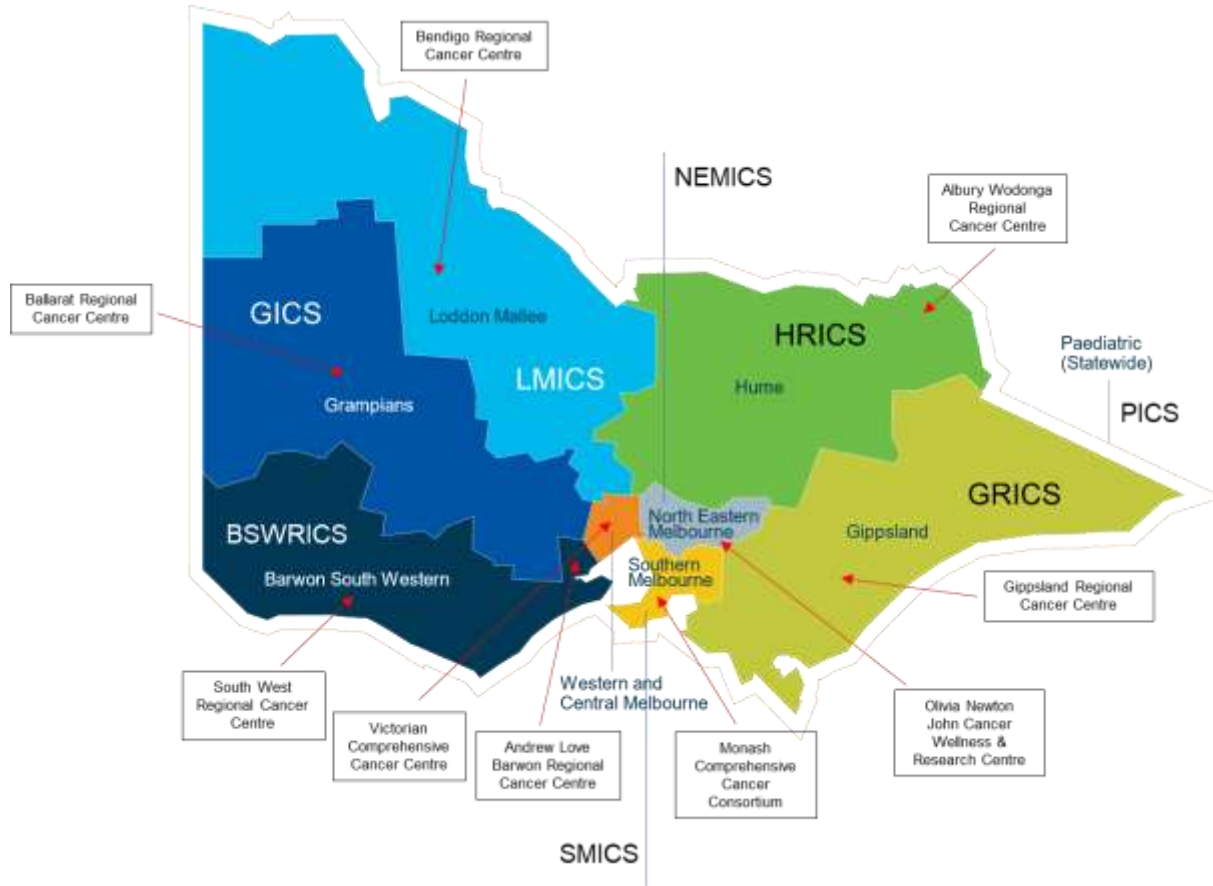 Bendigo Regional
Cancer Centre
NEMICS
Albury Wodonga
Regional
Cancer Centre
Ballarat Regional
Cancer Centre
GICS
Loddon Mallee
HRICS
Paediatric
(Statewide)
LMICS
Hume
Grampians
PICS
GRICS
BSWRICS
North Eastern
Melbourne
Gippsland
Barwon South Western
Southern
Melbourne
Gippsland Regional
Cancer Centre
South West
Regional Cancer
Centre
Western and
Central Melbourne
Victorian
Comprehensive
Cancer Centre
Andrew Love
Barwon Regional
Cancer Centre
Monash
Comprehensive
Cancer
Consortium
Olivia Newton
John Cancer
Wellness &
Research Centre
SMICS